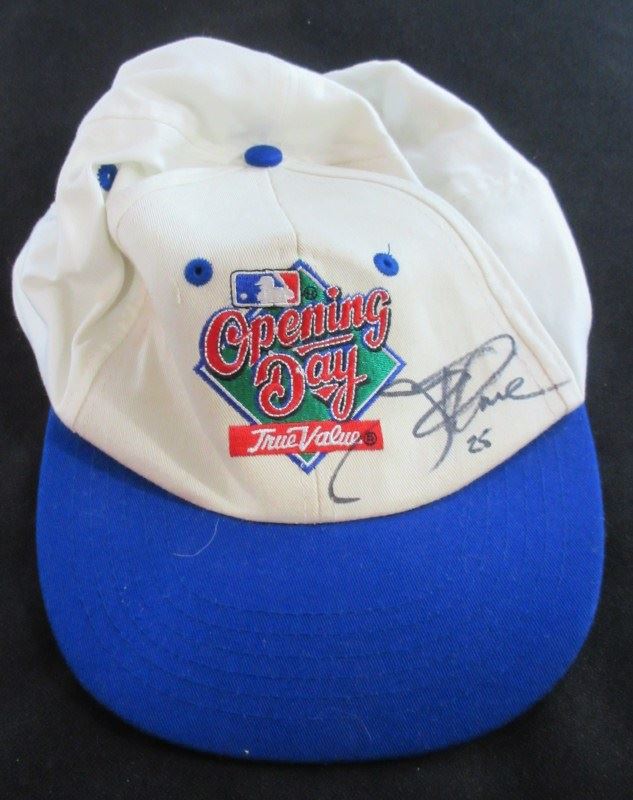 Opening
Day
True Value®
25